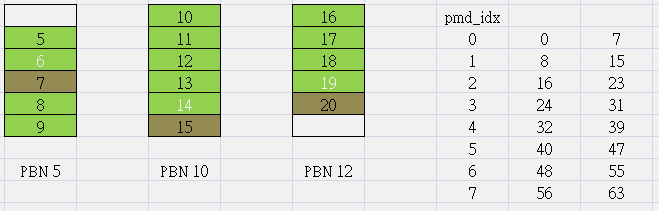 10 16 pmd_idx
5 11 17 0 0 7
6 12 18 1 8 15
7 13 19 2 16 23
8 14 20 3 24 31
9 15 4 32 39
5 40 47
PBN 5 PBN 10 PBN 12 6 48 55
7 56 63